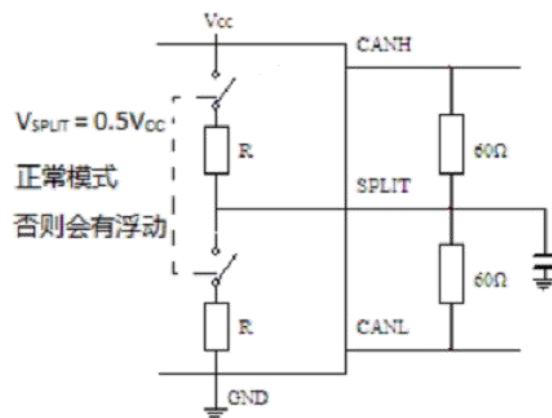 Vcc
CANH
VSPLIT = 0.5VCC
正常模式
否则会有浮动
R
60Ω
SPLIT
60Ω
R
CANL
GND